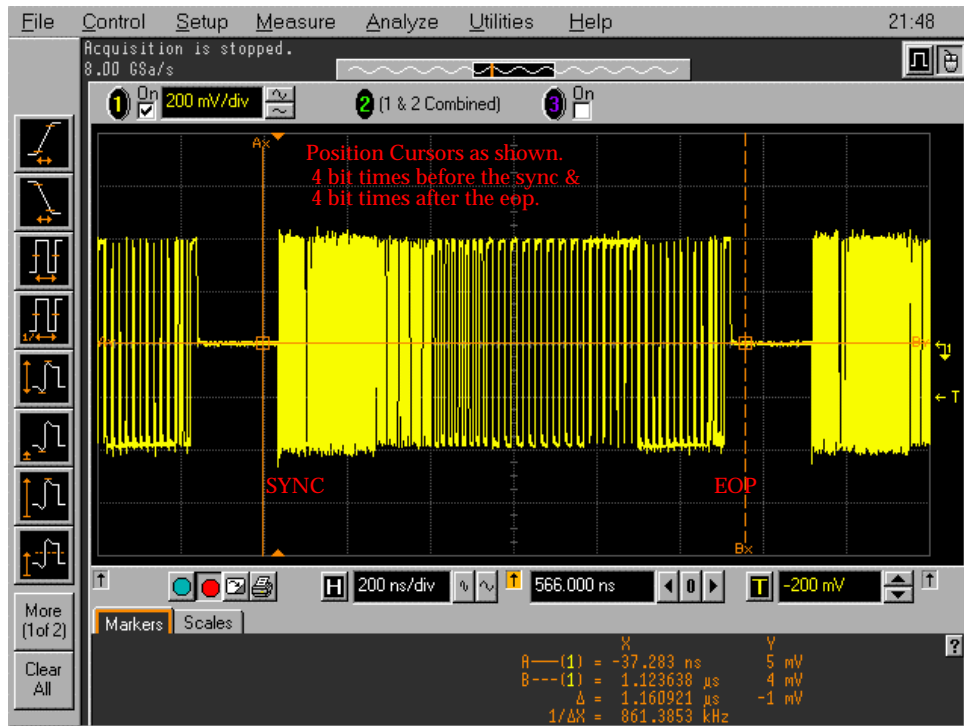 File Control Setup Measure Analyze Utilities Help 21:48
Acquisition is stopped.
8.00 GSa/s
1 On 200 mV/div 2 (1 & 2 Combined) 3 On
Ax
Position Cursors as shown.
4 bit times before the sync &
4 bit times after the eop.
Ay By
1
T
SYNC EOP
Bx
H 200 ns/div 566.000 ns 0 T -200 mV
More
(1of 2)
Clear
All
Markers Scales
?
X Y
A——(1) = -37.283 ns 5 mV
B---(1) = 1.123638 µs 4 mV
Δ = 1.160921 µs -1 mV
1/ΔX = 861.3853 kHz